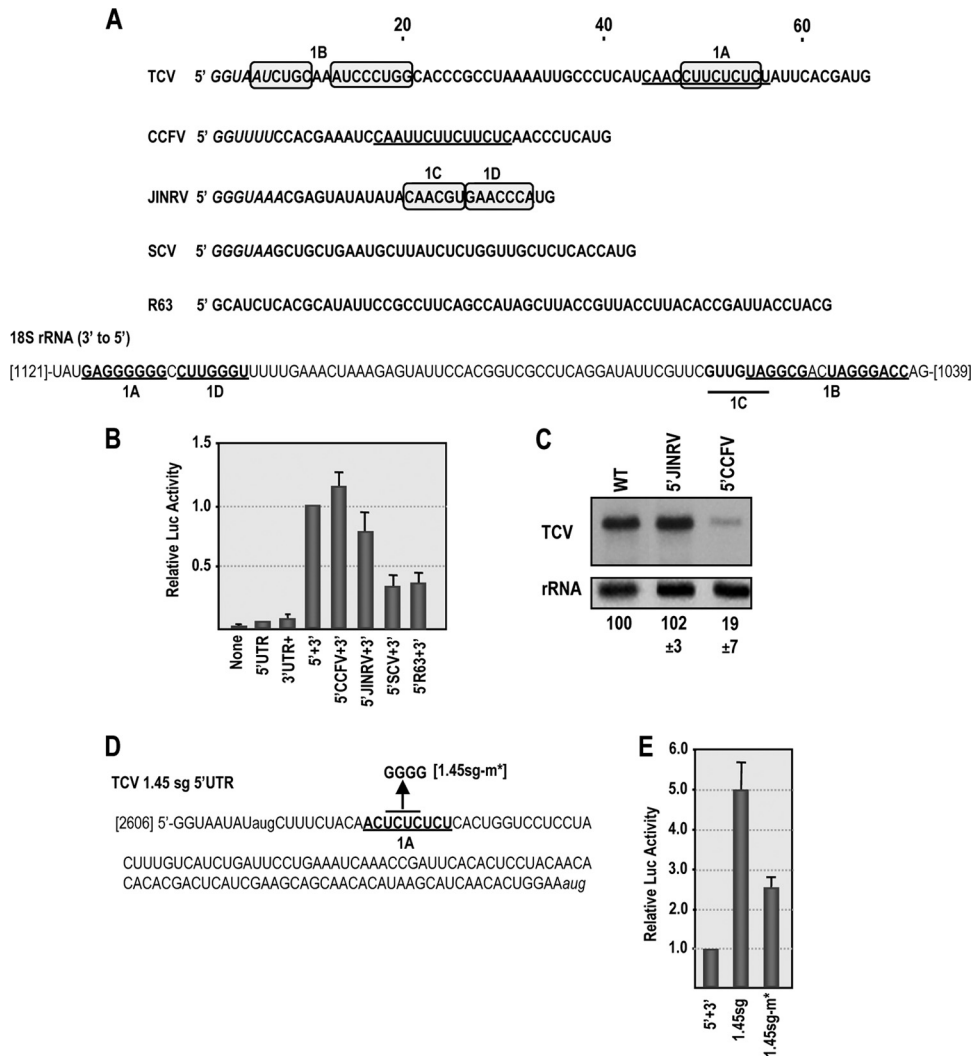 A
20 40 60
1B 1A
TCV 5' GGUAAUCUGCAAAUCCCUGGCACCCGCCUAAAAUUGCCCUCAUCAACCUUCUCUCUAUUCACGAUG
CCFV 5' GGUUUUCCACGAAAUCCAAUUCUUCUUCUCAACCCUCAUG
1C 1D
JINRV 5' GGGUAAACGAGUAUAUAUACAACGUGAACCCAUG
SCV 5' GGGUAAGCUGCUGAAUGCUUAUCUCUGGUUGCUCUCACCAUG
R63 5' GCAUCUCACGCAUAUUCCGCCUUCAGCCAUAGCUUACCGUUACCUUACACCGAUUACCUACG
18S rRNA (3' to 5')
[1121]-UAUGAGGGGGGCCUUGGGUUUUUGAAACUAAAGAGUAUUCCACGGUCGCCUCAGGAUAUUCGUUCGUUGUAGGCGACUAGGGACCAG-[1039]
1A 1D 1C 1B
B
Relative Luc Activity
1.5
1.0
0.5
None
5'UTR
3'UTR+
5'+3'
5'CCFV+3'
5'JINRV+3'
5'SCV+3'
5'R63+3'
C
WT 5'JINRV 5'CCFV
TCV
rRNA
100 102 19
±3 ±7
D
GGGG [1.45sg-m*]
TCV 1.45 sg 5'UTR
[2606] 5'-GGUAAUAUaugCUUUCUACAACUCUCUCUCACUGGUCCUCCUA
1A
CUUUGUCAUCUGAUUCCUGAAAUCAAACCGAUUCACACUCCUACAACA
CACACGACUCAUCGAAGCAGCAACACAUAAGCAUCAACACUGGAAaug
E
Relative Luc Activity
6.0
5.0
4.0
3.0
2.0
1.0
5'+3'
1.45sg
1.45sg-m*